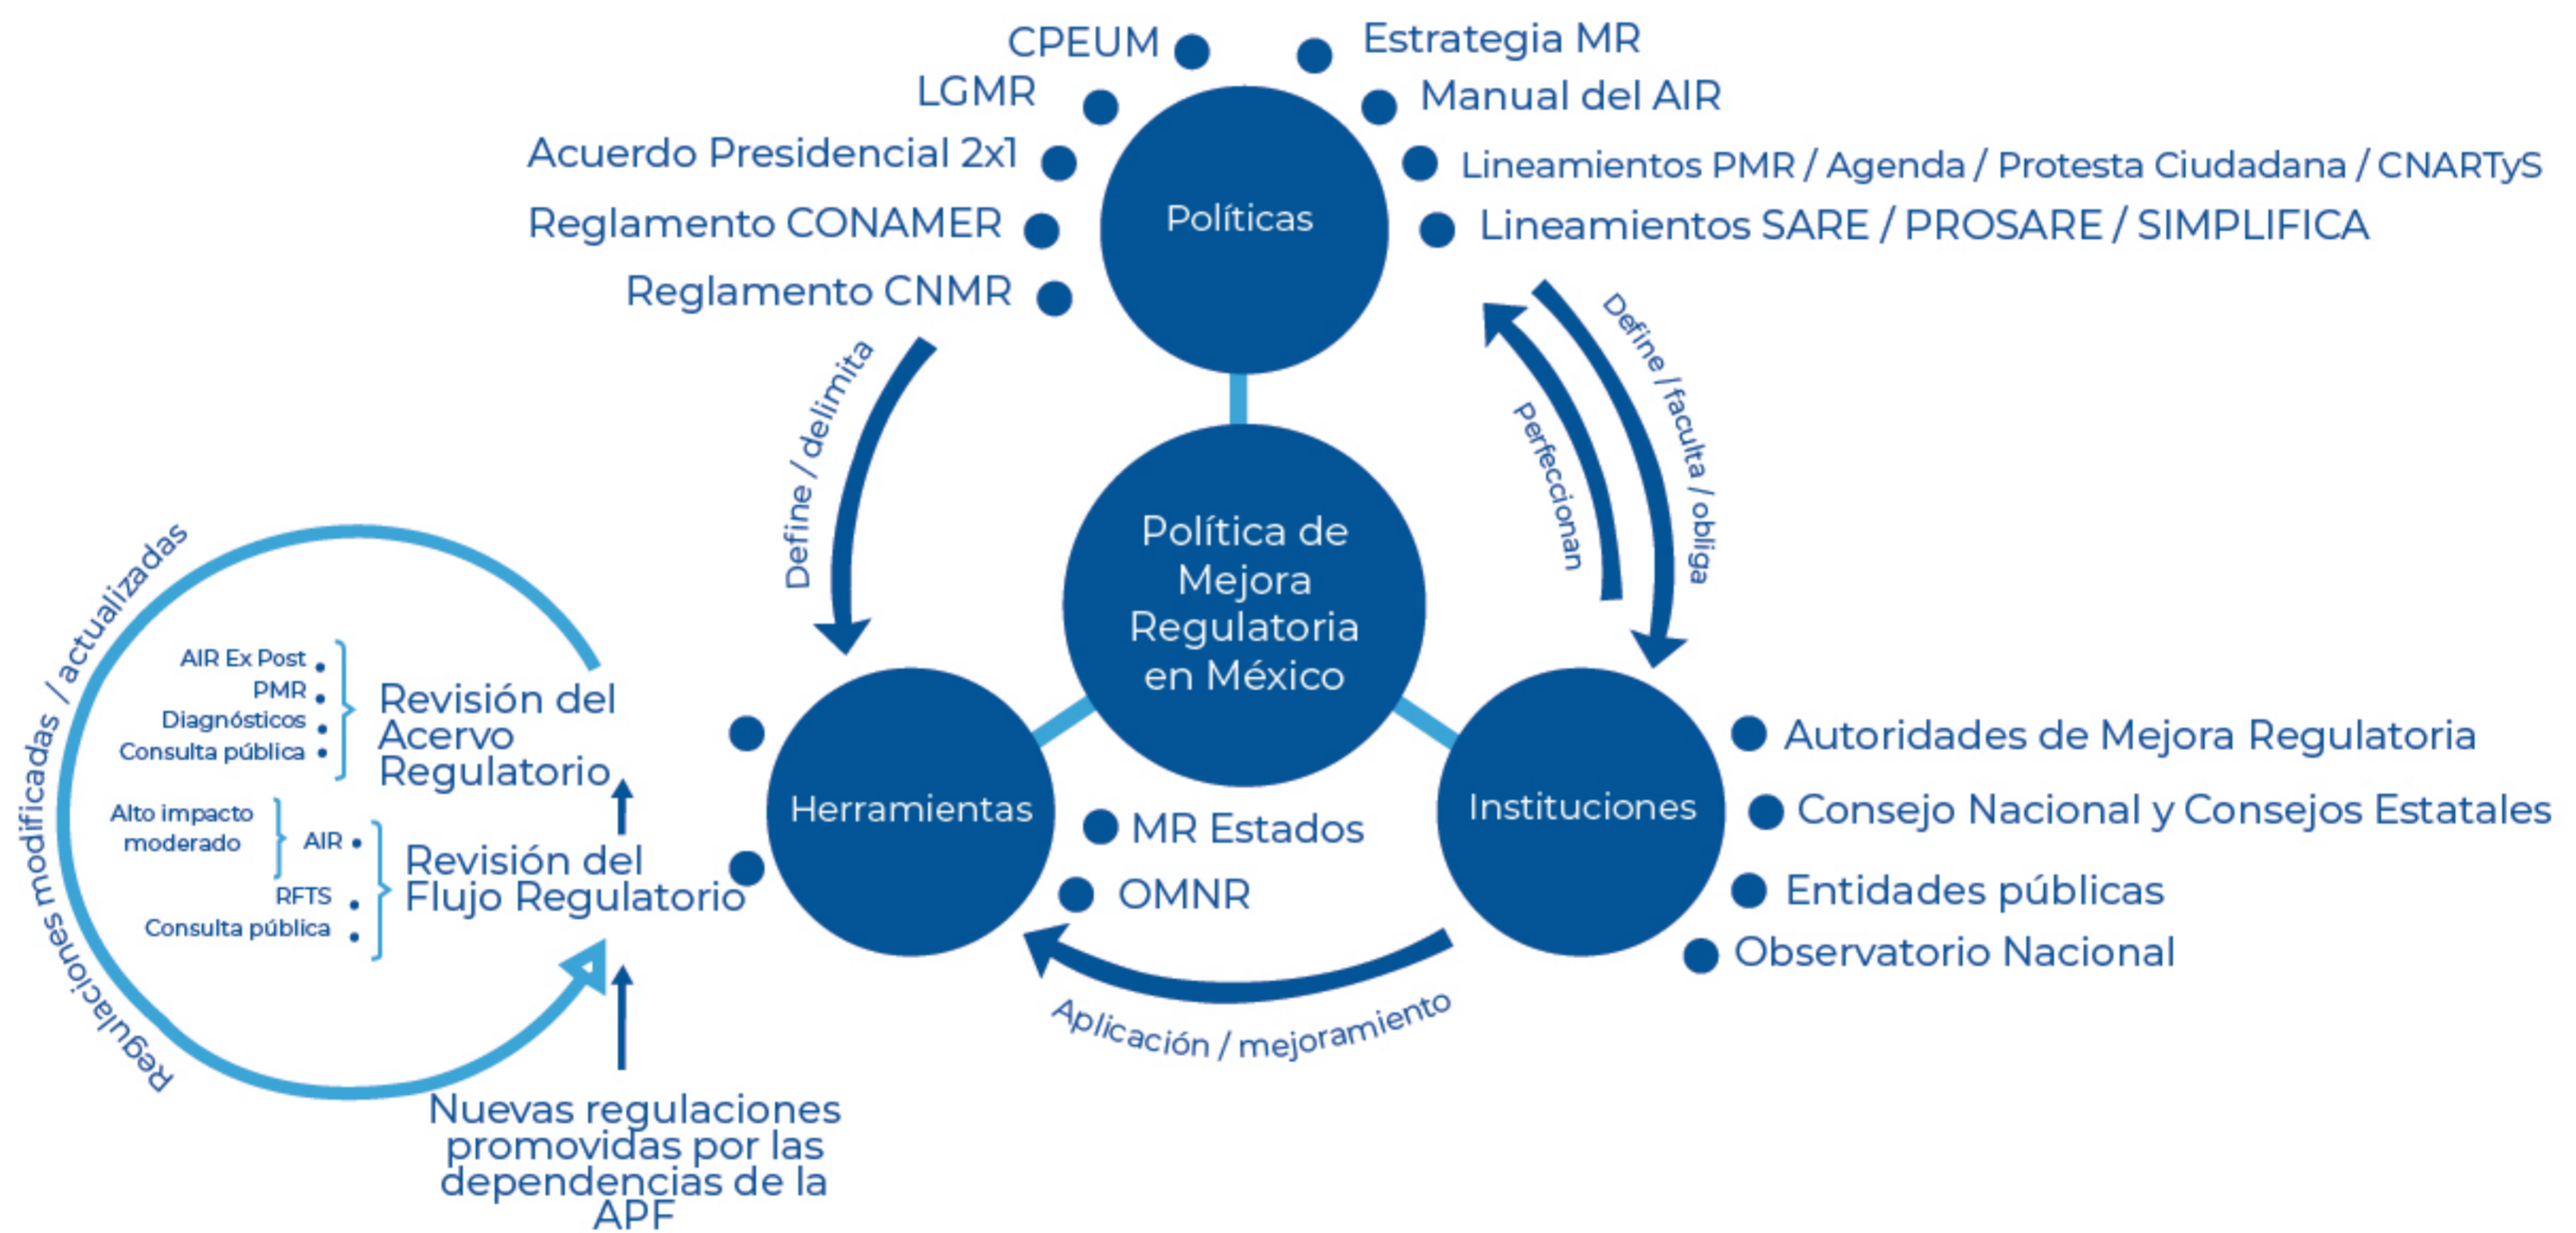 CPEUM
LGMR
Acuerdo Presidencial 2x1
Reglamento CONAMER
Reglamento CNMR
Estrategia MR
Manual del AIR
Lineamientos PMR / Agenda / Protesta Ciudadana / CNARTyS
Lineamientos SARE / PROSARE / SIMPLIFICA
Políticas
Define / delimita
Perfeccionan
Define / faculta / obliga
Política de
Mejora
Regulatoria
en México
Regulaciones modificadas / actualizadas
AIR Ex Post
PMR
Diagnósticos
Consulta pública
Revisión del
Acervo
Regulatorio
Alto impacto
moderado
AIR
RFTS
Consulta pública
Revisión del
Flujo Regulatorio
Nuevas regulaciones
promovidas por las
dependencias de la
APF
Herramientas
MR Estados
OMNR
Aplicación / mejoramiento
Instituciones
Autoridades de Mejora Regulatoria
Consejo Nacional y Consejos Estatales
Entidades públicas
Observatorio Nacional